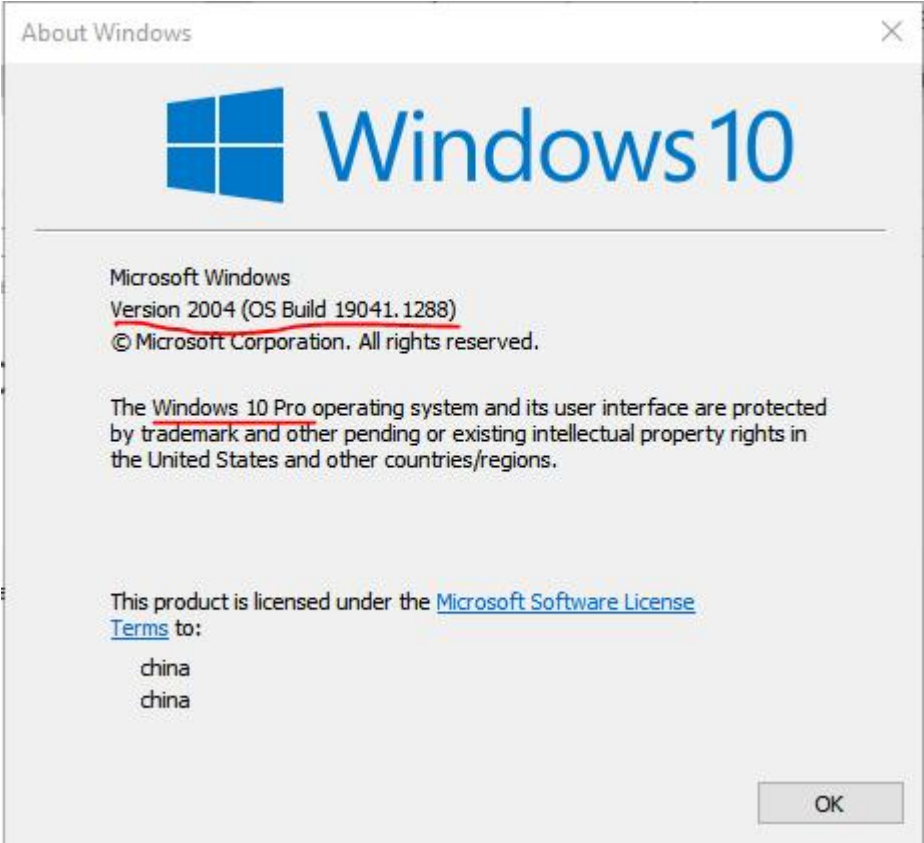 About Windows
Windows 10
Microsoft Windows
Version 2004 (OS Build 19041.1288)
© Microsoft Corporation. All rights reserved.
The Windows 10 Pro operating system and its user interface are protected
by trademark and other pending or existing intellectual property rights in
the United States and other countries/regions.
This product is licensed under the Microsoft Software License
Terms to:
china
china
OK